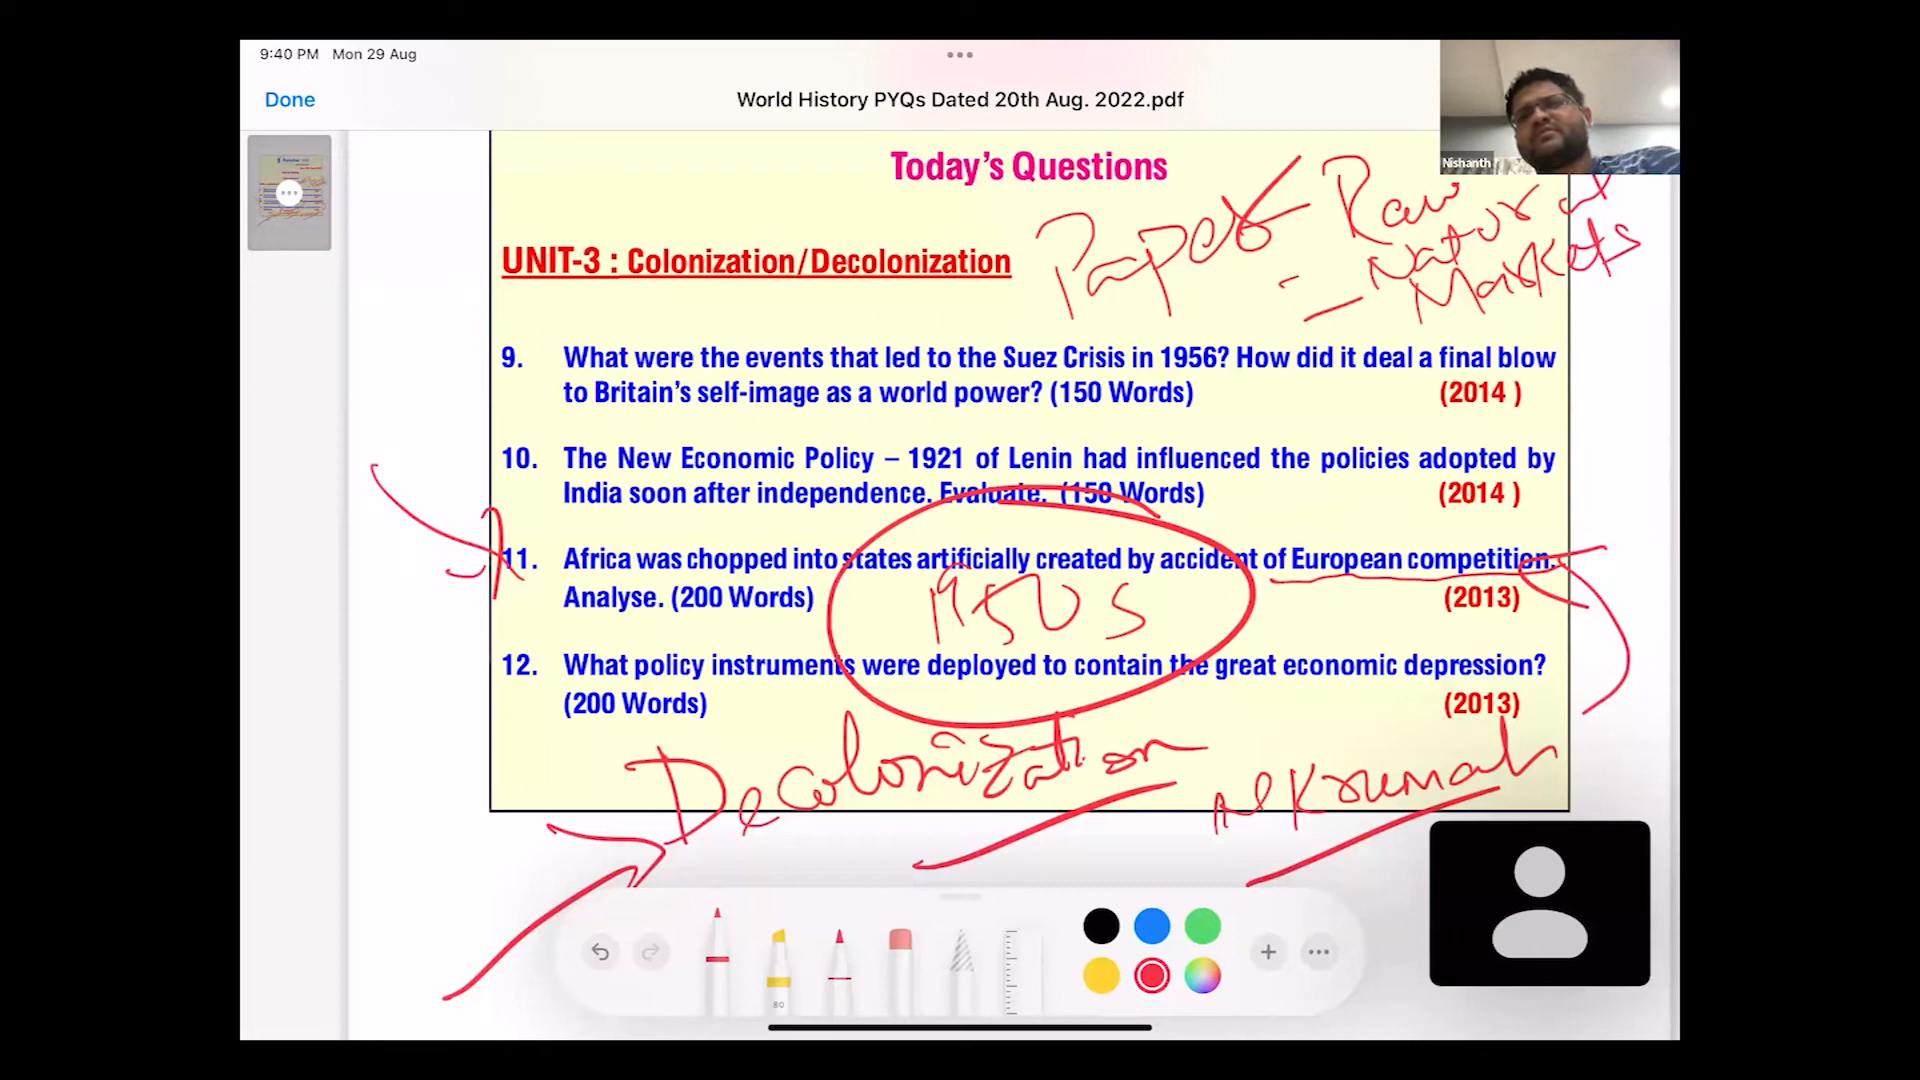 9:40 PM Mon 29 Aug
Done
World History PYQs Dated 20th Aug. 2022.pdf
Nishanth
Today's Questions
Raw
Natural
Markets
UNIT-3 : Colonization/Decolonization
9. What were the events that led to the Suez Crisis in 1956? How did it deal a final blow
to Britain's self-image as a world power? (150 Words) (2014 )
10. The New Economic Policy – 1921 of Lenin had influenced the policies adopted by
India soon after independence. Evaluate. (150 Words) (2014 )
11. Africa was chopped into states artificially created by accident of European competition.
Analyse. (200 Words) (2013)
1950s
12. What policy instruments were deployed to contain the great economic depression?
(200 Words) (2013)
Decolonization
Nkrumah
80